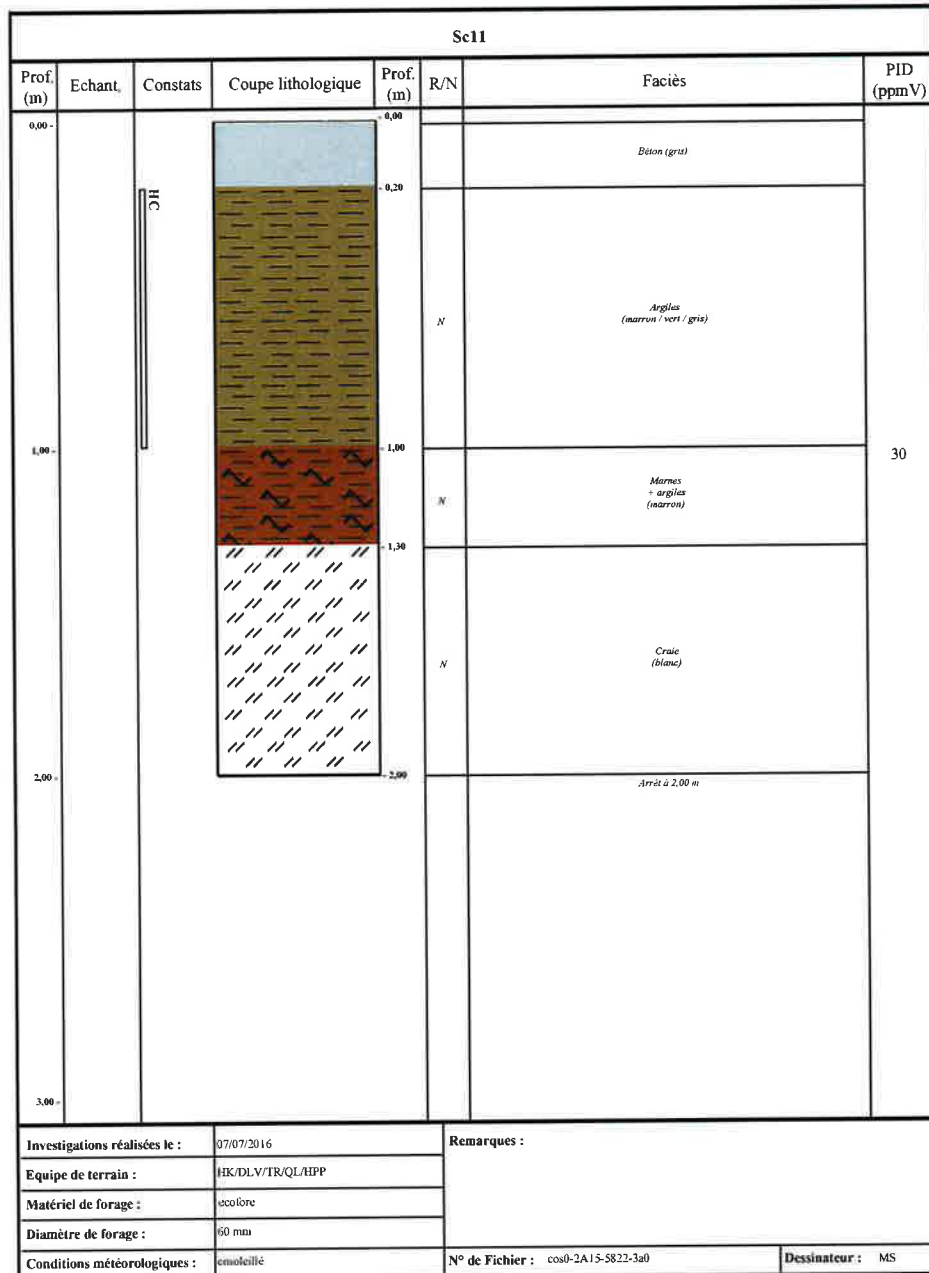 Sc11
Prof. (m) Echant. Constats Coupe lithologique Prof. (m) R/N Faciès PID (ppmV)
0,00 - - 0,00
Béton (gris)
HC - 0,20
N Argiles
(marron / vert / gris)
1,00 - - 1,00
30
Marnes
N + argiles
(marron)
- 1,30
N Craie
(blanc)
2,00 - - 2,00
Arrêt à 2,00 m
3,00 -
Investigations réalisées le : 07/07/2016 Remarques :
Equipe de terrain : HK/DLV/TR/QL/HPP
Matériel de forage : ecofore
Diamètre de forage : 60 mm
Conditions météorologiques : N° de Fichier : cos0-2A15-5822-3a0 Dessinateur : MS